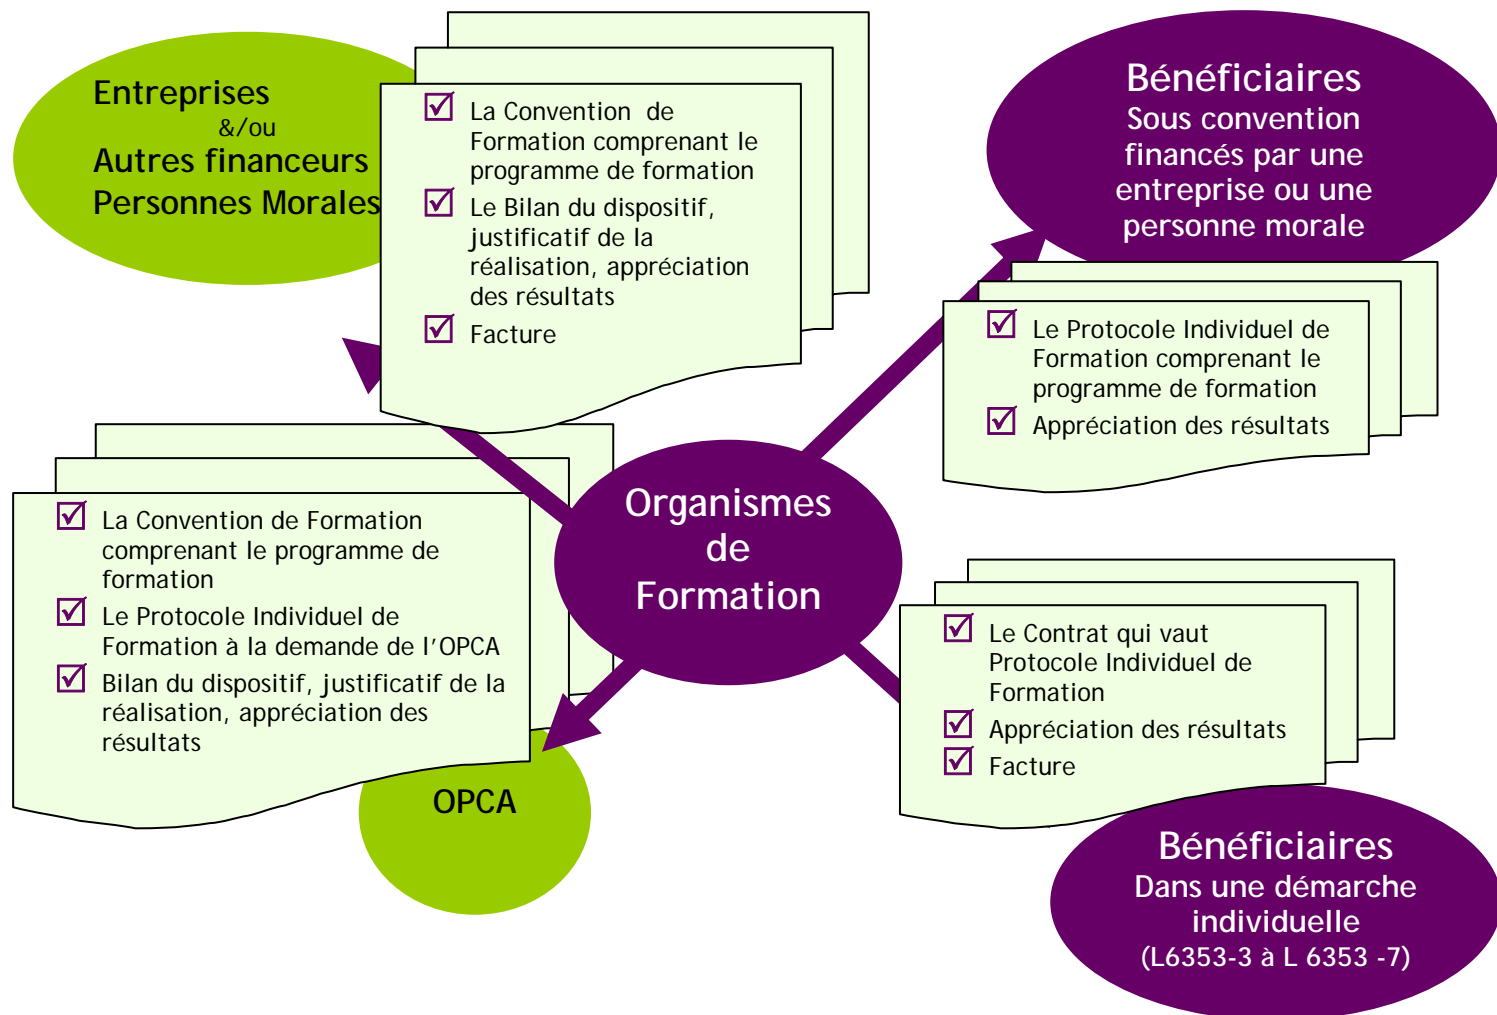 Entreprises
&/ou
Autres financeurs
Personnes Morales
La Convention de
Formation comprenant le
programme de formation
Le Bilan du dispositif,
justificatif de la
réalisation, appréciation
des résultats
Facture
Bénéficiaires
Sous convention
financés par une
entreprise ou une
personne morale
Le Protocole Individuel de
Formation comprenant le
programme de formation
Appréciation des résultats
Organismes
de
Formation
La Convention de Formation
comprenant le programme de
formation
Le Protocole Individuel de
Formation à la demande de l’OPCA
Bilan du dispositif, justificatif de la
réalisation, appréciation des
résultats
OPCA
Le Contrat qui vaut
Protocole Individuel de
Formation
Appréciation des résultats
Facture
Bénéficiaires
Dans une démarche
individuelle
(L6353-3 à L 6353 -7)